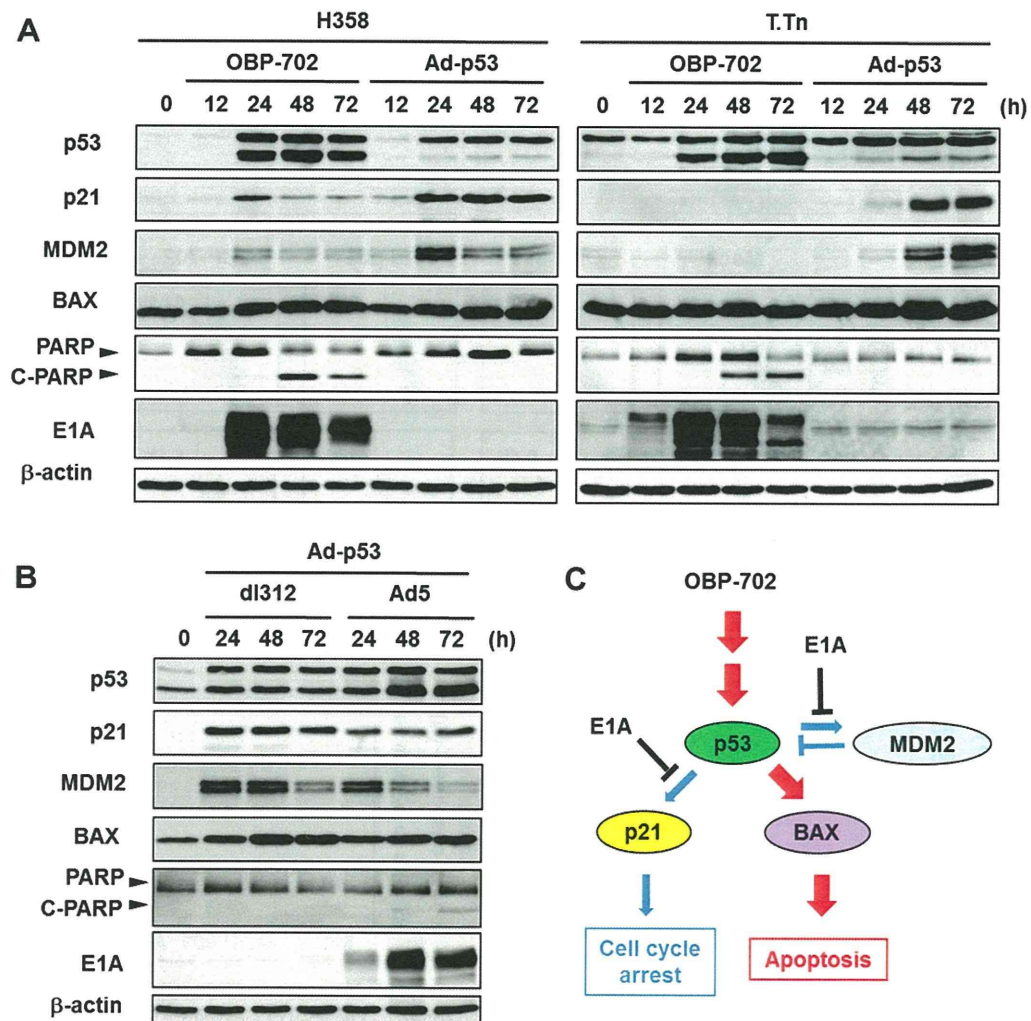 A
H358
T.Tn
OBP-702 Ad-p53 OBP-702 Ad-p53
0 12 24 48 72 12 24 48 72 0 12 24 48 72 12 24 48 72 (h)
p53
p21
MDM2
BAX
PARP
C-PARP
E1A
β-actin
B
Ad-p53
dl312 Ad5
0 24 48 72 24 48 72 (h)
p53
p21
MDM2
BAX
PARP
C-PARP
E1A
β-actin
C
OBP-702
E1A
E1A
p53
MDM2
p21
BAX
Cell cycle
arrest
Apoptosis